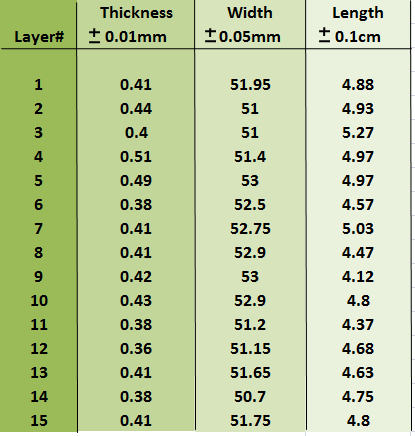 Thickness Width Length
Layer# ± 0.01mm ± 0.05mm ± 0.1cm
1 0.41 51.95 4.88
2 0.44 51 4.93
3 0.4 51 5.27
4 0.51 51.4 4.97
5 0.49 53 4.97
6 0.38 52.5 4.57
7 0.41 52.75 5.03
8 0.41 52.9 4.47
9 0.42 53 4.12
10 0.43 52.9 4.8
11 0.38 51.2 4.37
12 0.36 51.15 4.68
13 0.41 51.65 4.63
14 0.38 50.7 4.75
15 0.41 51.75 4.8